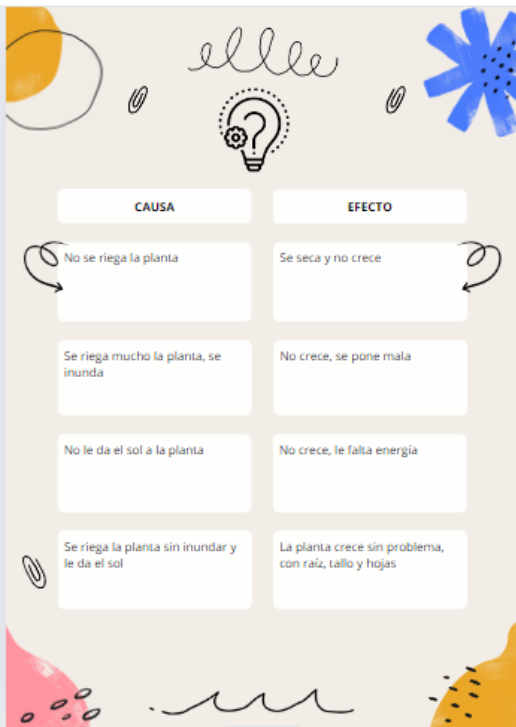 CAUSA
EFECTO
No se riega la planta
Se seca y no crece
Se riega mucho la planta, se
inunda
No crece, se pone mala
No le da el sol a la planta
No crece, le falta energía
Se riega la planta sin inundar y
le da el sol
La planta crece sin problema,
con raíz, tallo y hojas